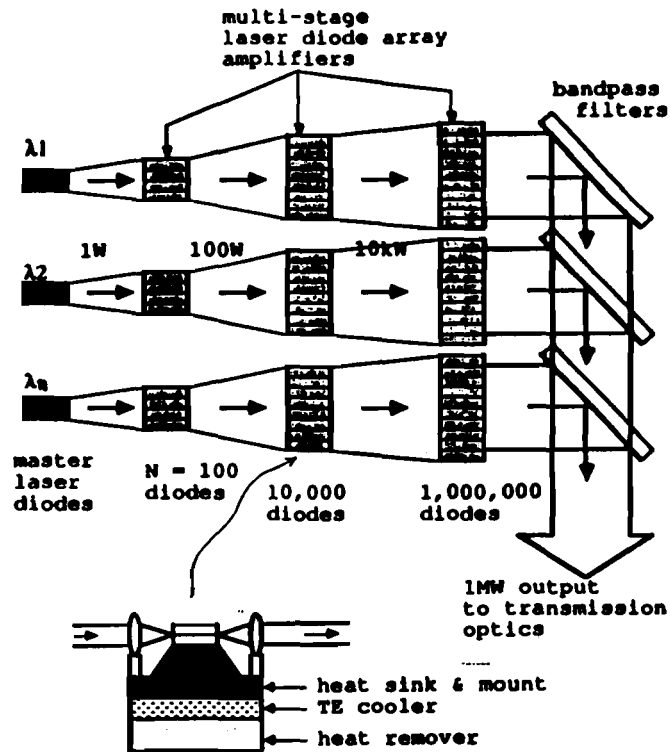 multi-stage
laser diode array
amplifiers
bandpass
filters
λ1
1W
100W
10kW
λ2
λn
master
laser
diodes
N = 100
diodes
10,000
diodes
1,000,000
diodes
1MW output
to transmission
optics
heat sink & mount
TE cooler
heat remover